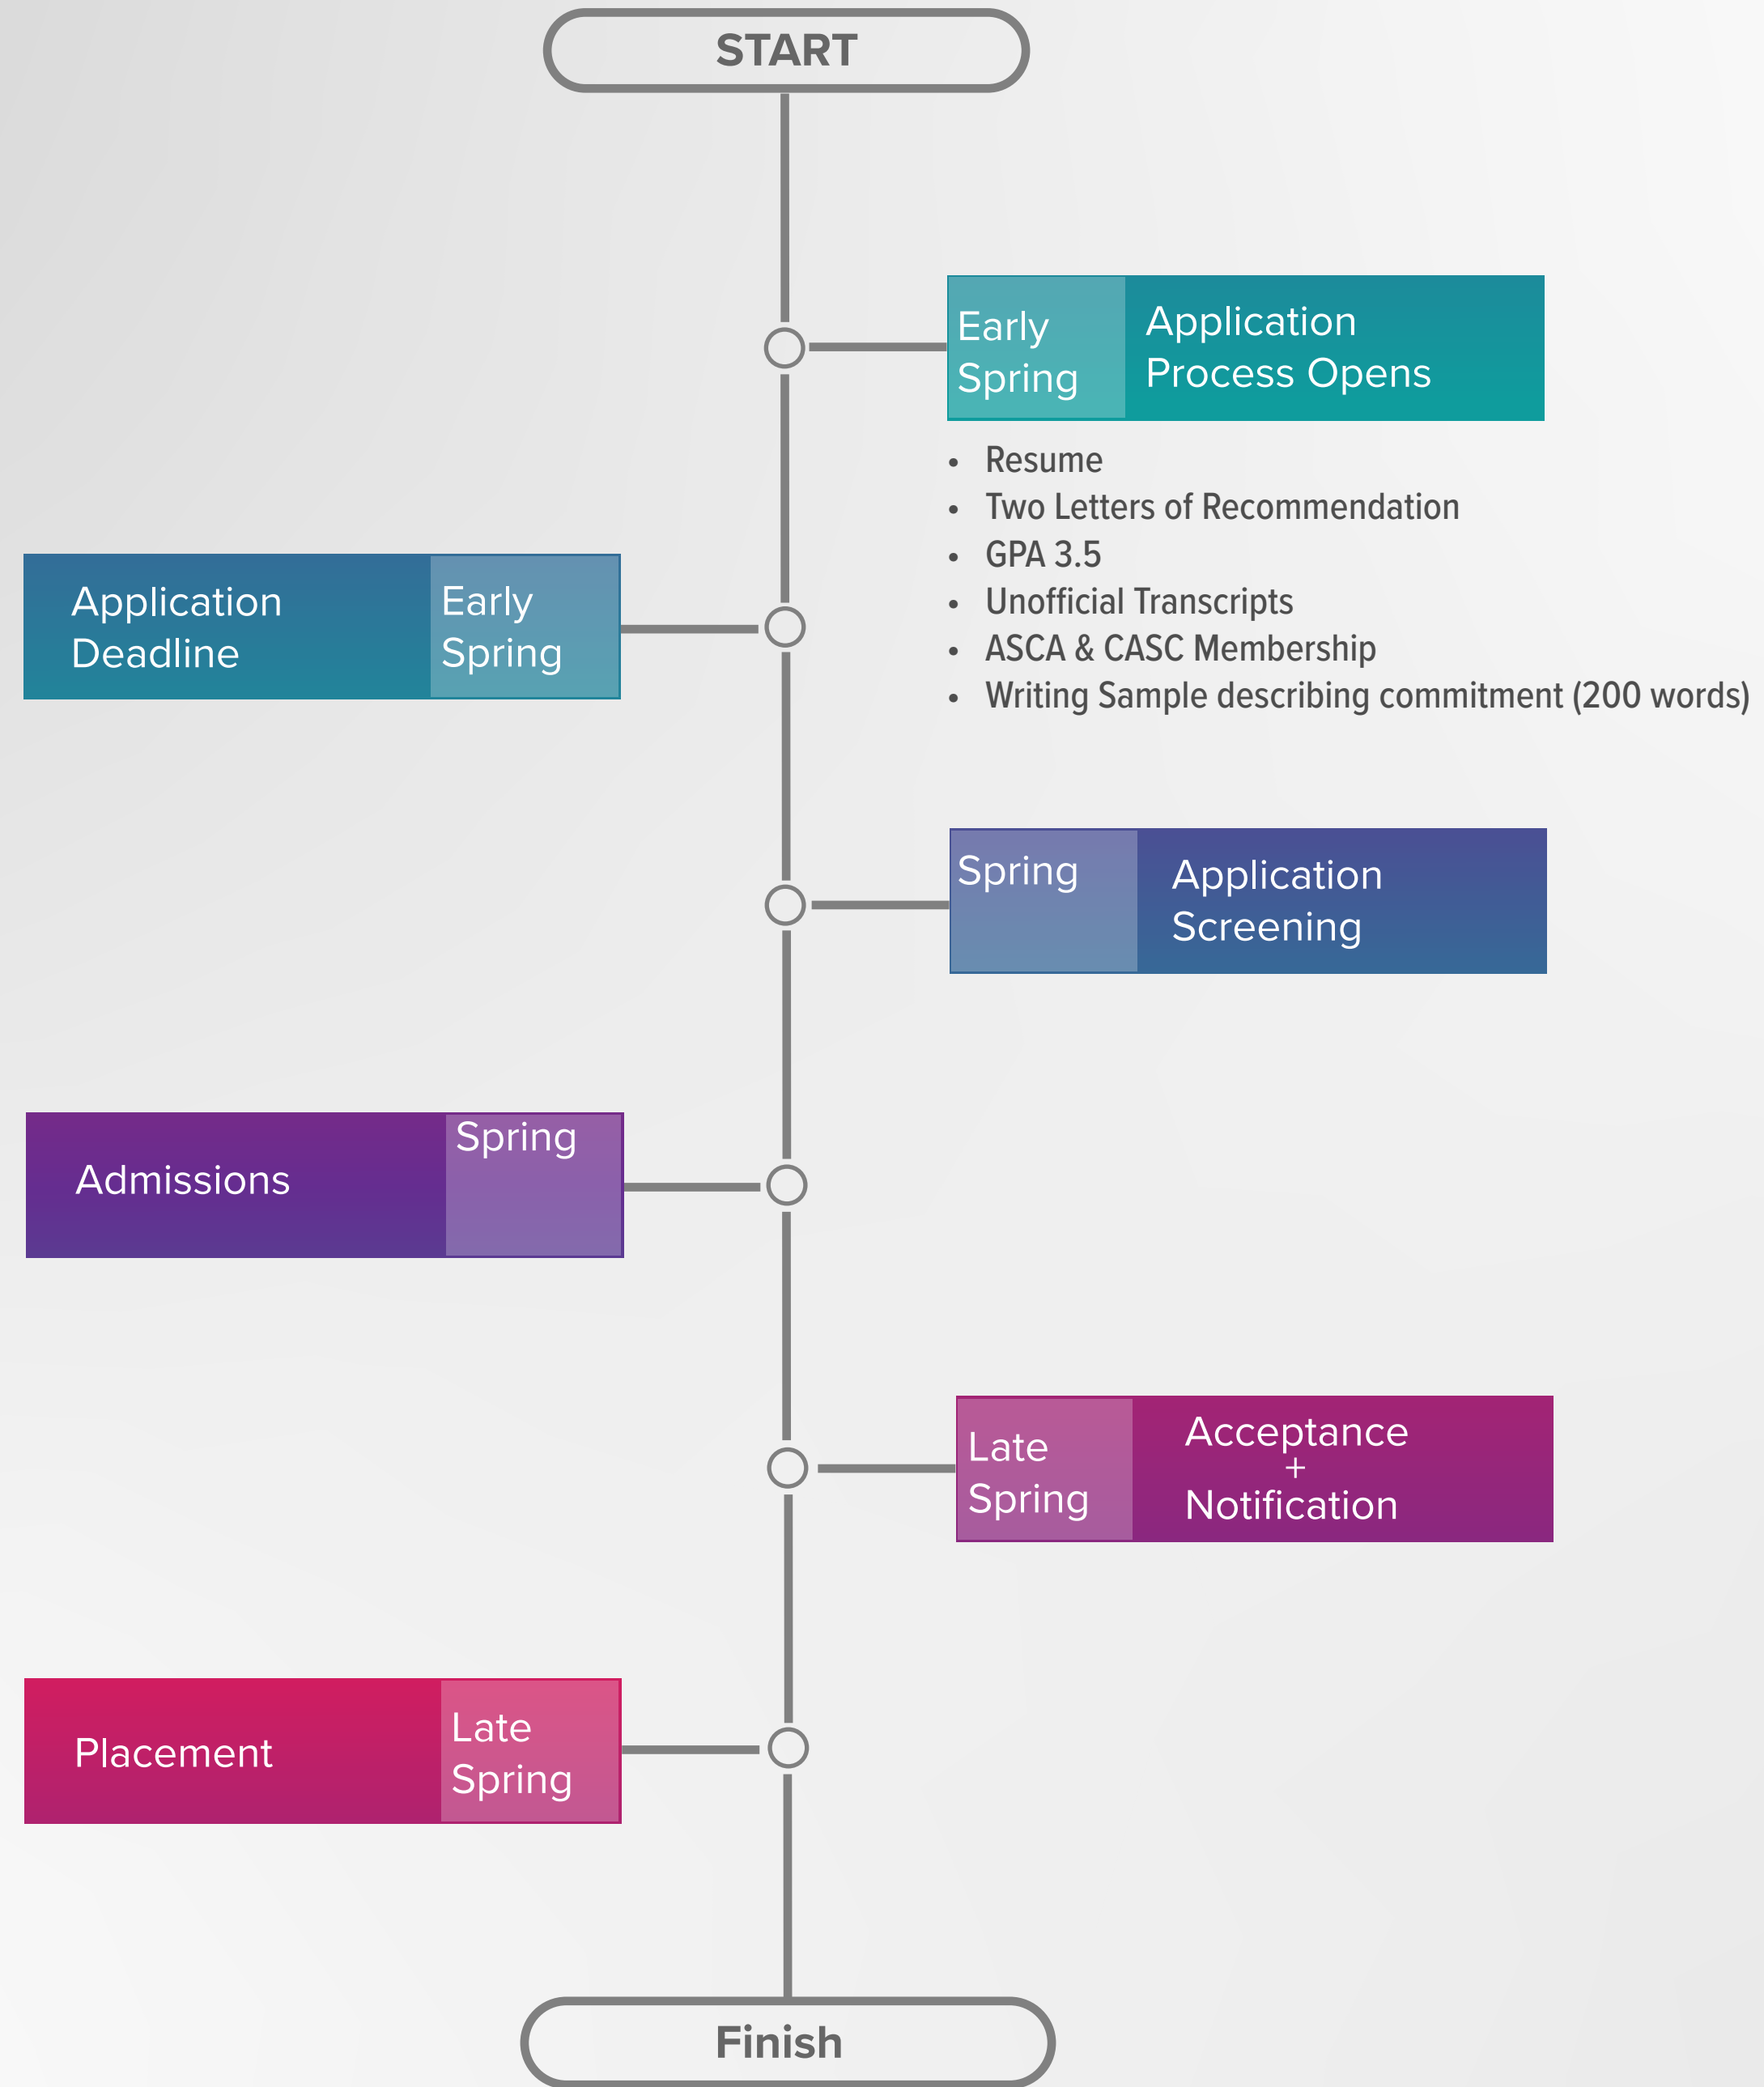 START
Early
Spring
Application
Process Opens
• Resume
• Two Letters of Recommendation
• GPA 3.5
• Unofficial Transcripts
• ASCA & CASC Membership
• Writing Sample describing commitment (200 words)
Application
Deadline
Early
Spring
Spring
Application
Screening
Admissions
Spring
Late
Spring
Acceptance
+
Notification
Placement
Late
Spring
Finish